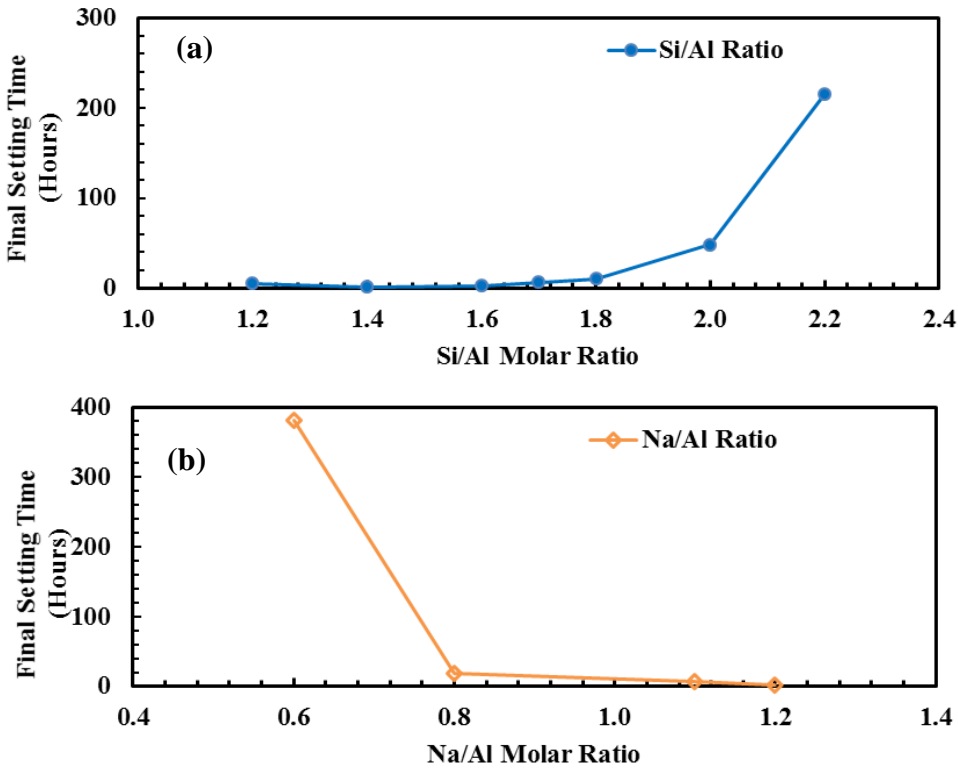 300
(a)
Si/Al Ratio
200
Final Setting Time
(Hours)
100
0
1.0 1.2 1.4 1.6 1.8 2.0 2.2 2.4
Si/Al Molar Ratio
400
Na/Al Ratio
(b)
300
Final Setting Time
(Hours)
200
100
0
0.4 0.6 0.8 1.0 1.2 1.4
Na/Al Molar Ratio